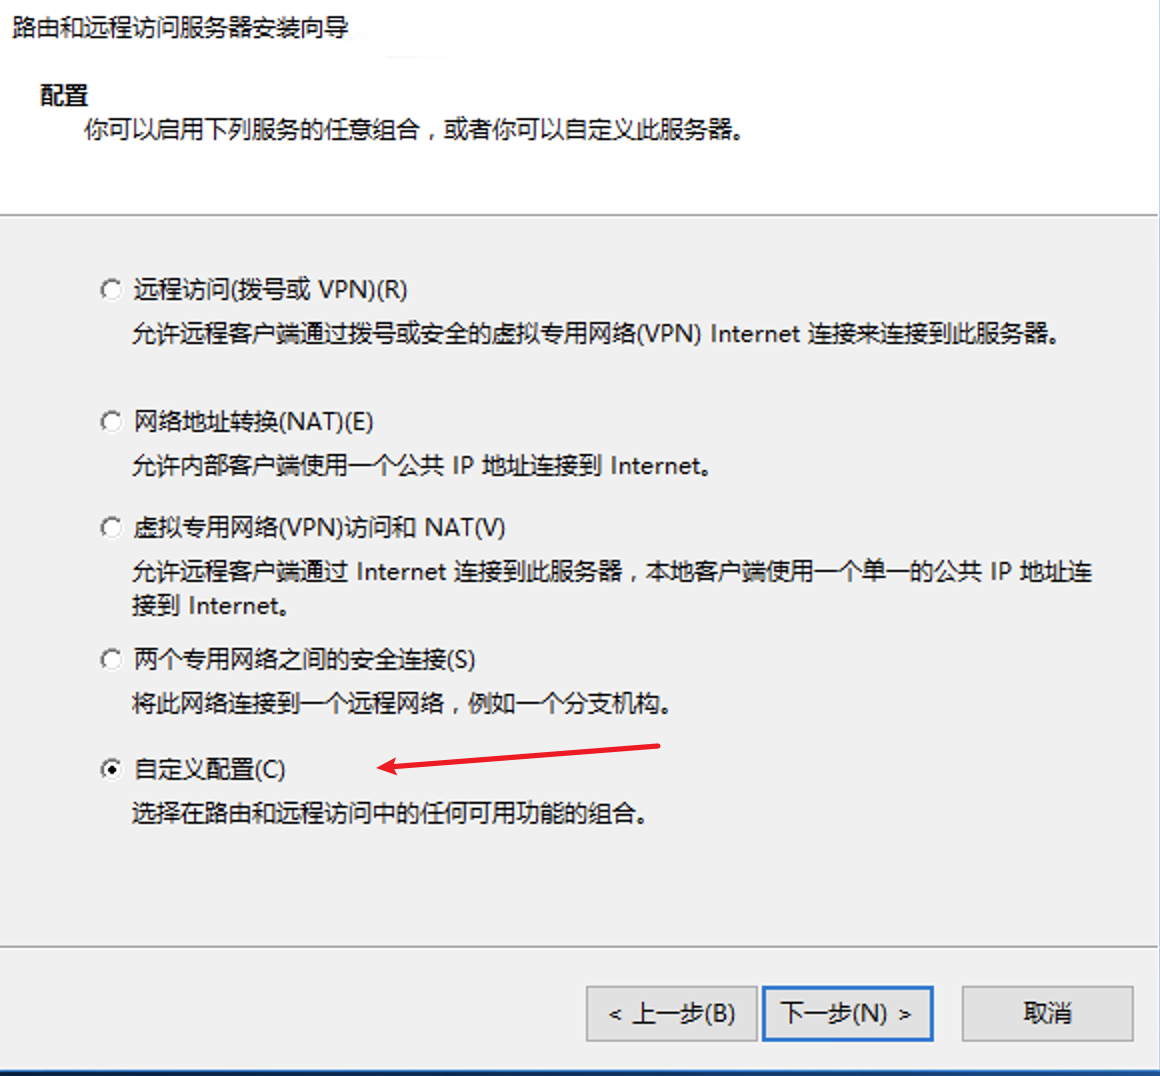 路由和远程访问服务器安装向导
配置
你可以启用下列服务的任意组合，或者你可以自定义此服务器。
远程访问(拨号或 VPN)(R)
允许远程客户端通过拨号或安全的虚拟专用网络(VPN) Internet 连接来连接到此服务器。
网络地址转换(NAT)(E)
允许内部客户端使用一个公共 IP 地址连接到 Internet。
虚拟专用网络(VPN)访问和 NAT(V)
允许远程客户端通过 Internet 连接到此服务器，本地客户端使用一个单一的公共 IP 地址连
接到 Internet。
两个专用网络之间的安全连接(S)
将此网络连接到一个远程网络，例如一个分支机构。
自定义配置(C)
选择在路由和远程访问中的任何可用功能的组合。
< 上一步(B) 下一步(N) > 取消